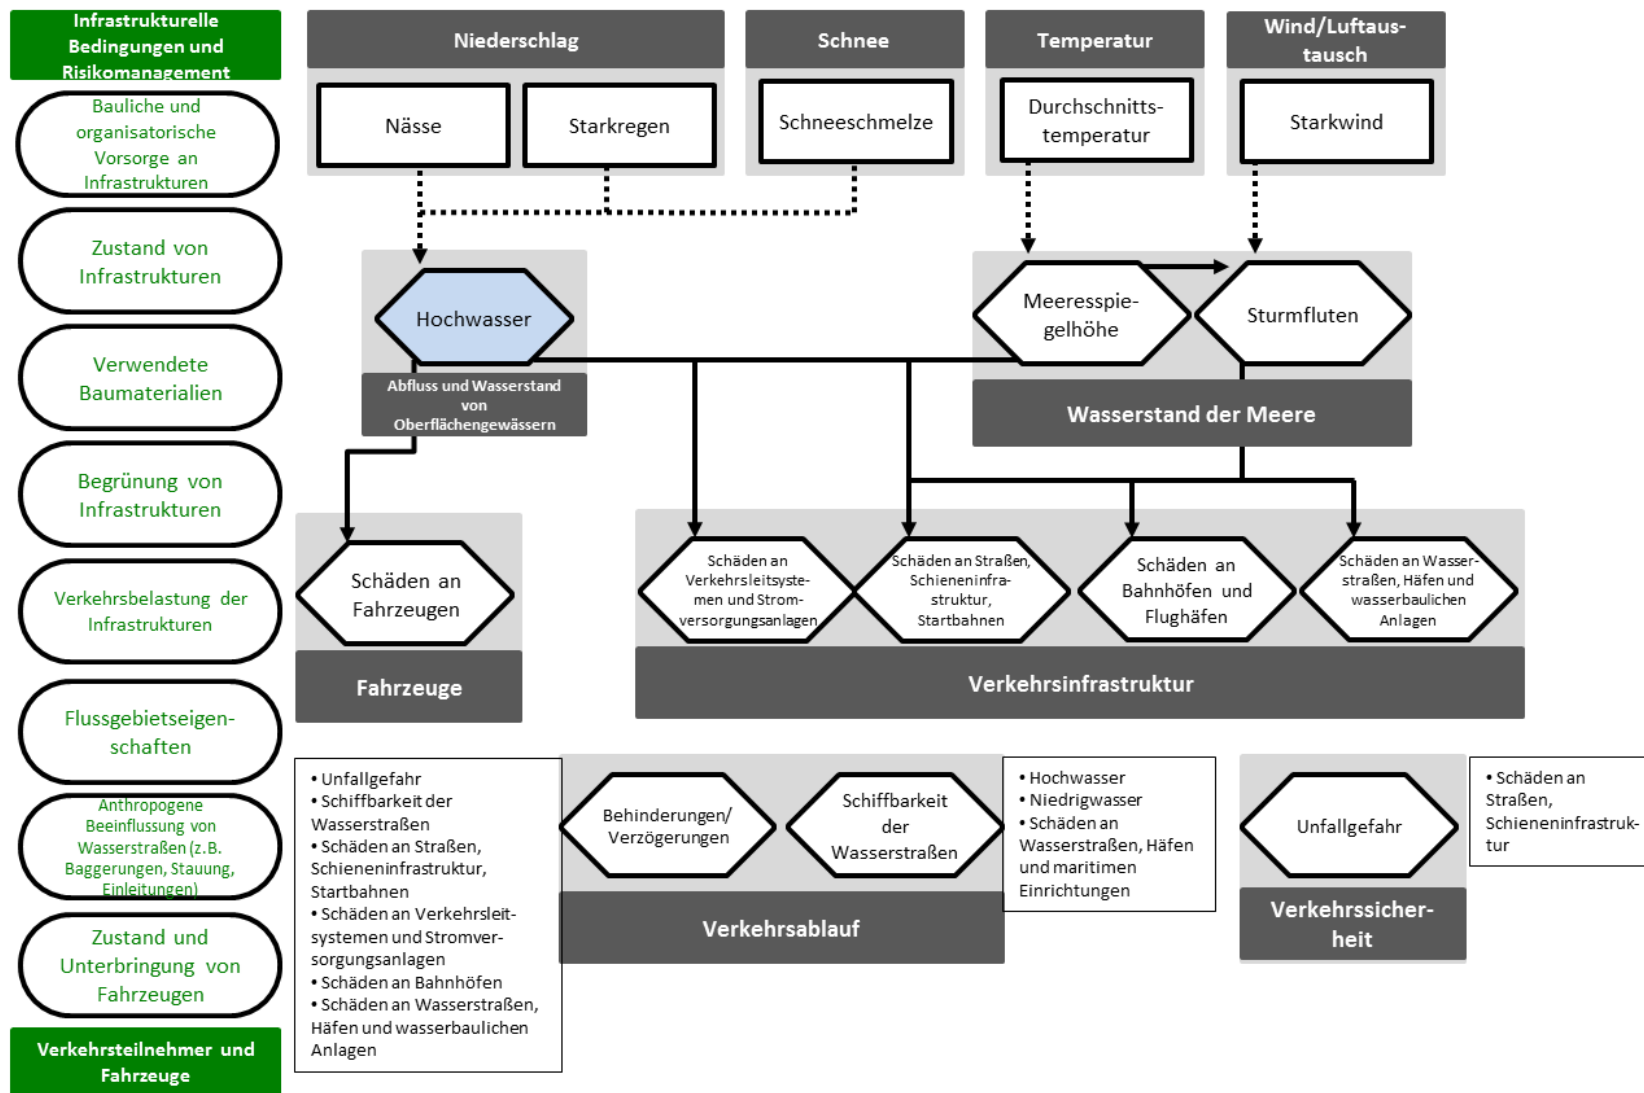 Infrastrukturelle
Bedingungen und
Risikomanagement
Bauliche und
organisatorische
Vorsorge an
Infrastrukturen
Zustand von
Infrastrukturen
Verwendete
Baumaterialien
Begrünung von
Infrastrukturen
Verkehrsbelastung der
Infrastrukturen
Flussgebietseigen-
schaften
Anthropogene
Beeinflussung von
Wasserstraßen (z.B.
Baggerungen, Stauung,
Einleitungen)
Zustand und
Unterbringung von
Fahrzeugen
Verkehrsteilnehmer und
Fahrzeuge
Niederschlag
Nässe
Starkregen
Schnee
Schneeschmelze
Temperatur
Durchschnitts-
temperatur
Wind/Luftaus-
tausch
Starkwind
Hochwasser
Abfluss und Wasserstand
von
Oberflächengewässern
Meeresspie-
gelhöhe
Sturmfluten
Wasserstand der Meere
Schäden an
Fahrzeugen
Fahrzeuge
Schäden an
Verkehrsleitsyste-
men und Strom-
versorgungsanlagen
Schäden an Straßen,
Schieneninfra-
struktur,
Startbahnen
Schäden an
Bahnhöfen und
Flughäfen
Schäden an Wasser-
straßen, Häfen und
wasserbaulichen
Anlagen
Verkehrsinfrastruktur
• Unfallgefahr
• Schiffbarkeit der
Wasserstraßen
• Schäden an Straßen,
Schieneninfrastruktur,
Startbahnen
• Schäden an Verkehrsleit-
systemen und Stromver-
sorgungsanlagen
• Schäden an Bahnhöfen
• Schäden an Wasserstraßen,
Häfen und wasserbaulichen
Anlagen
Behinderungen/
Verzögerungen
Schiffbarkeit
der
Wasserstraßen
Verkehrsablauf
• Hochwasser
• Niedrigwasser
• Schäden an
Wasserstraßen, Häfen
und maritimen
Einrichtungen
Unfallgefahr
Verkehrssicher-
heit
• Schäden an
Straßen,
Schieneninfrastruk-
tur